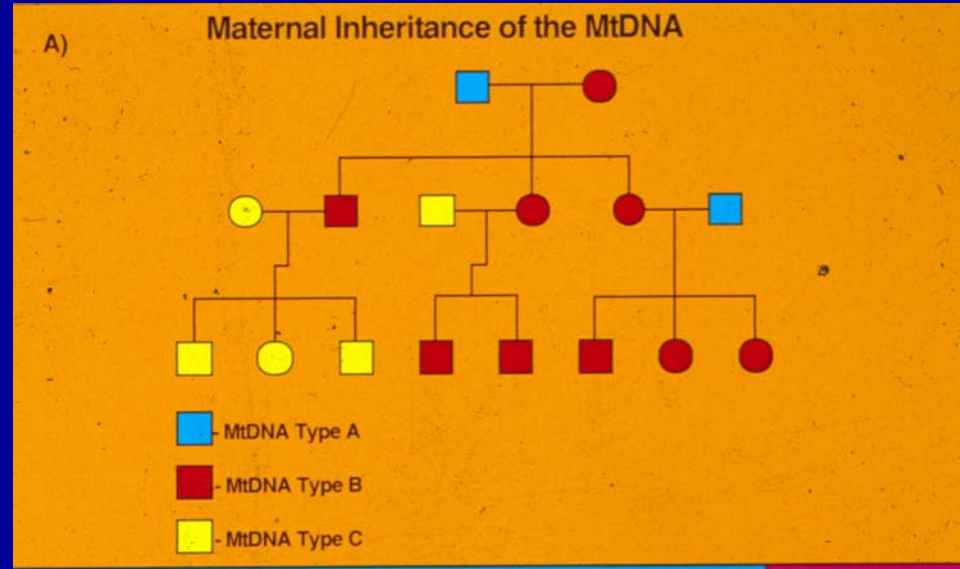 A)
Maternal Inheritance of the MtDNA
- MtDNA Type A
- MtDNA Type B
- MtDNA Type C